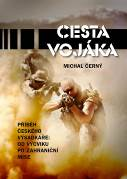 CESTA
VOJÁKA
MICHAL ČERNÝ
PŘÍBĚH
ČESKÉHO
VÝSADKÁŘE:
OD VÝCVIKU
PO ZAHRANIČNÍ
MISE